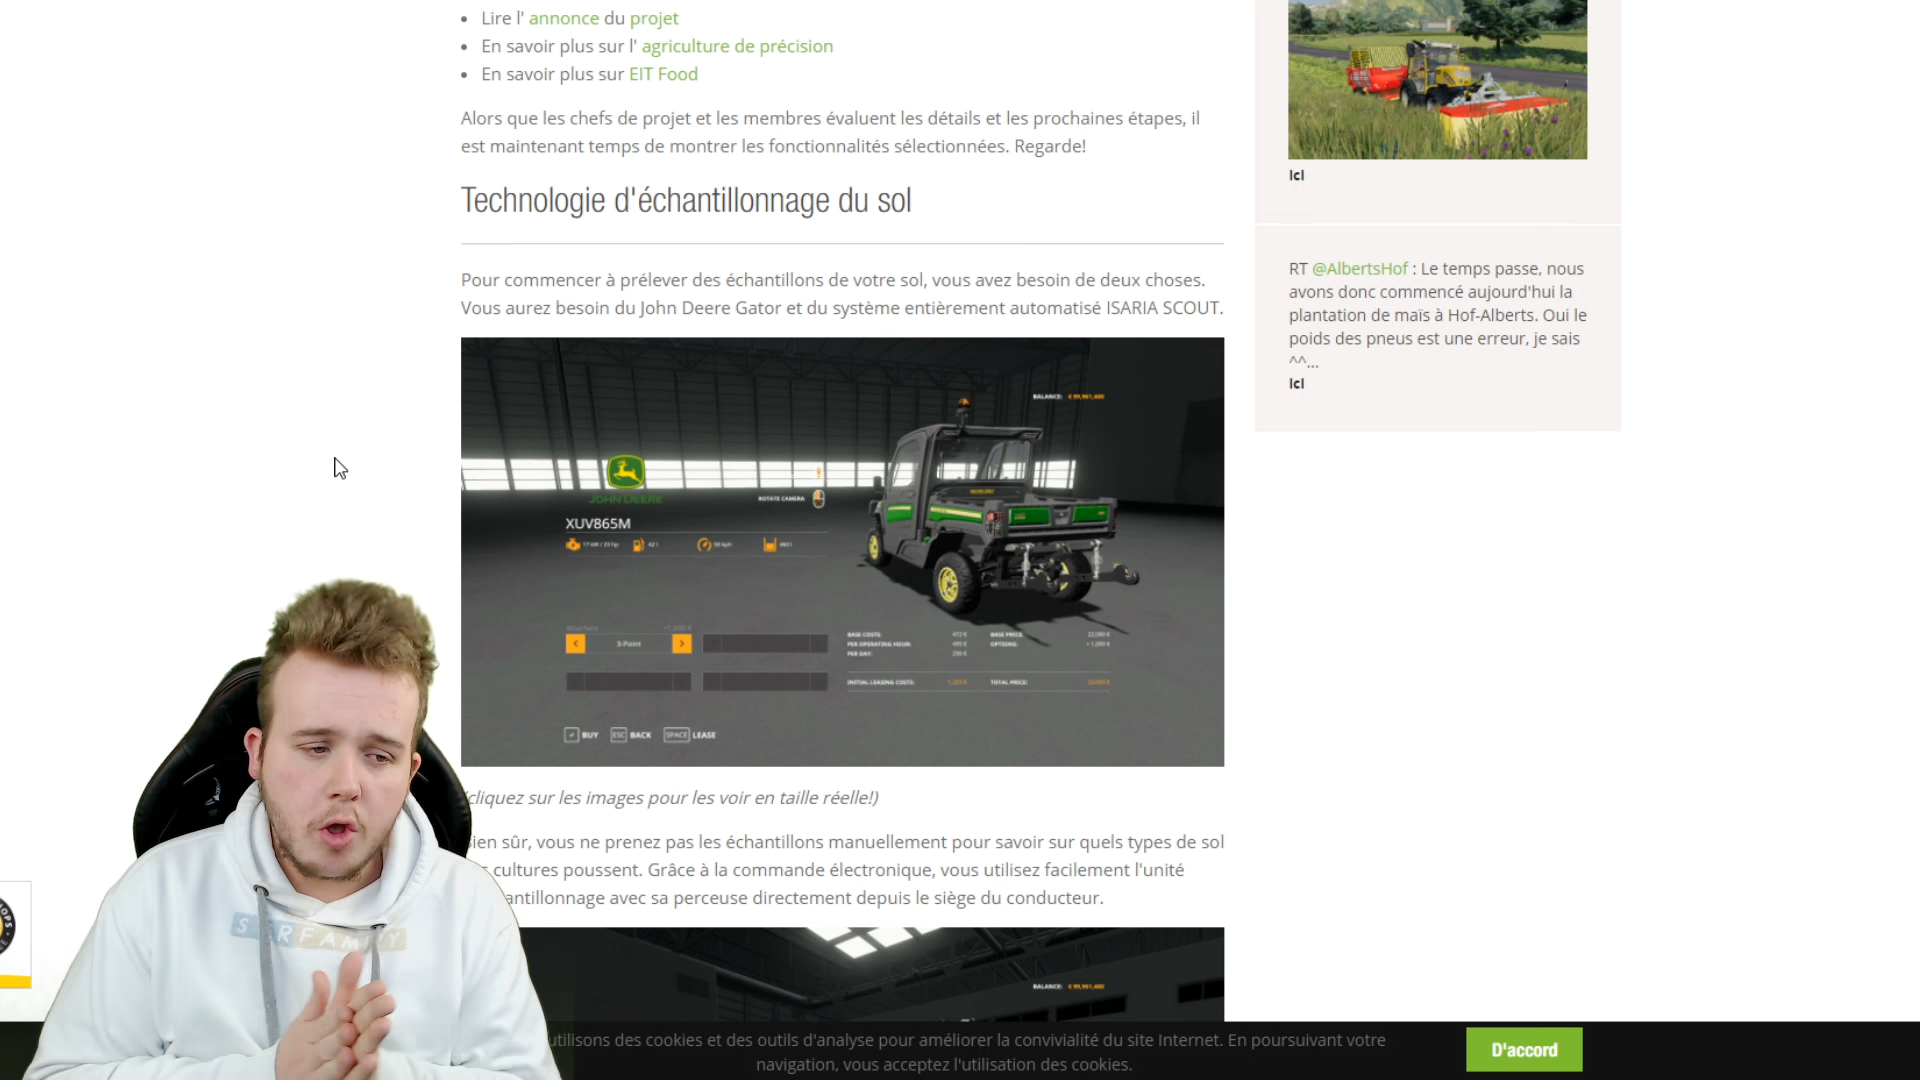 Lire l' annonce du projet
En savoir plus sur l' agriculture de précision
En savoir plus sur EIT Food
Alors que les chefs de projet et les membres évaluent les détails et les prochaines étapes, il
est maintenant temps de montrer les fonctionnalités sélectionnées. Regarde!
Technologie d'échantillonnage du sol
Pour commencer à prélever des échantillons de votre sol, vous avez besoin de deux choses.
Vous aurez besoin du John Deere Gator et du système entièrement automatisé ISARIA SCOUT.
BALANCE:
JOHN DEERE
ROTATE CAMERA
XUV865M
3-Point
BASE COSTS:
BASE PRICE:
PER OPERATING HOUR:
OPTIONS:
PER DAY:
INITIAL LEASING COSTS:
TOTAL PRICE:
BUY ESC BACK SPACE LEASE
(cliquez sur les images pour les voir en taille réelle!)
Bien sûr, vous ne prenez pas les échantillons manuellement pour savoir sur quels types de sol
cultures poussent. Grâce à la commande électronique, vous utilisez facilement l'unité
antillonnage avec sa perceuse directement depuis le siège du conducteur.
BALANCE:
utilisons des cookies et des outils d'analyse pour améliorer la convivialité du site Internet. En poursuivant votre
navigation, vous acceptez l'utilisation des cookies.
D'accord
Ici
RT @AlbertsHof : Le temps passe, nous
avons donc commencé aujourd'hui la
plantation de maïs à Hof-Alberts. Oui le
poids des pneus est une erreur, je sais
^^...
Ici